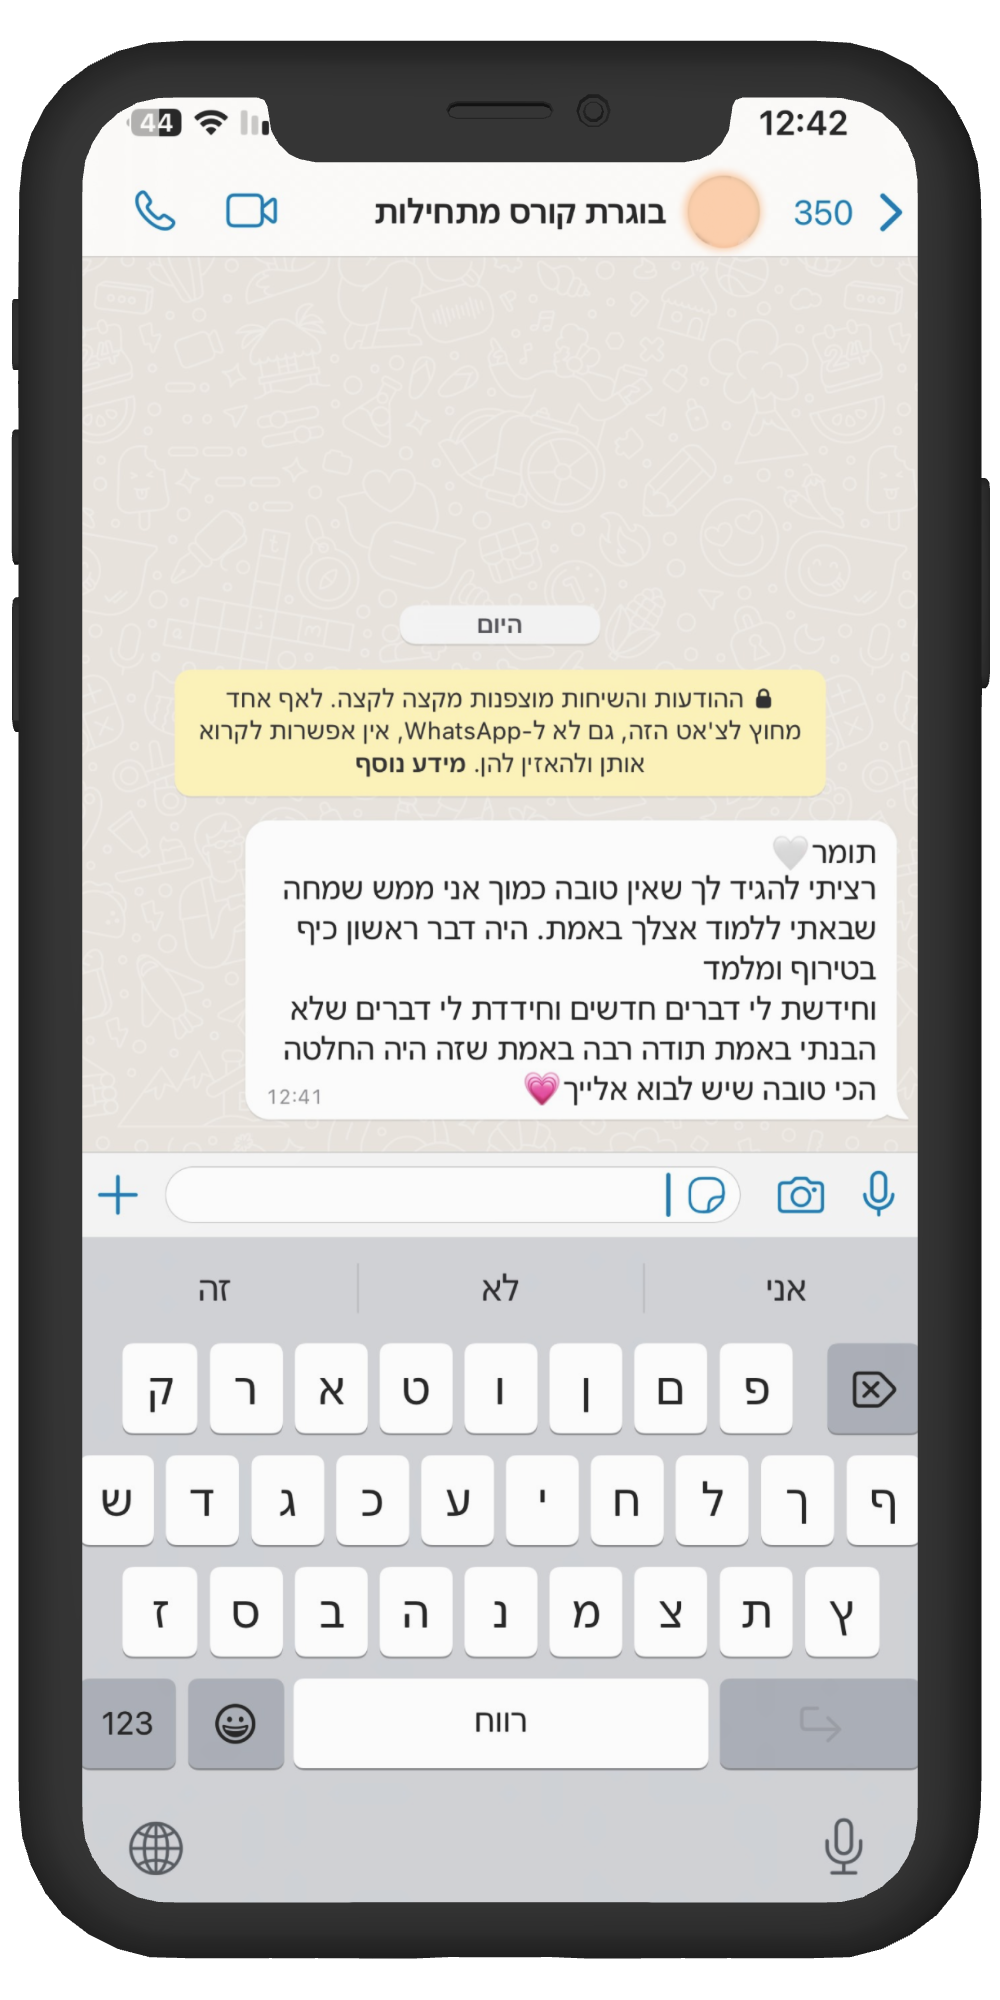 44 12:42
350 בוגרת קורס מתחילות
היום
ההודעות והשיחות מוצפנות מקצה לקצה. לאף אחד
מחוץ לצ'אט הזה, גם לא ל-WhatsApp, אין אפשרות לקרוא
אותן ולהאזין להן. מידע נוסף
תומר🤍
רציתי להגיד לך שאין טובה כמוך אני ממש שמחה
שבאתי ללמוד אצלך באמת. היה דבר ראשון כיף
בטירוף ומלמד
וחידשת לי דברים חדשים וחידדת לי דברים שלא
הבנתי באמת תודה רבה באמת שזה היה החלטה
הכי טובה שיש לבוא אלייך💗
12:41
אני לא זה
פ ם ן ו ט א ר ק
ף ך ל ח י ע כ ג ד ש
ץ ת צ מ נ ה ב ס ז
רווח 123